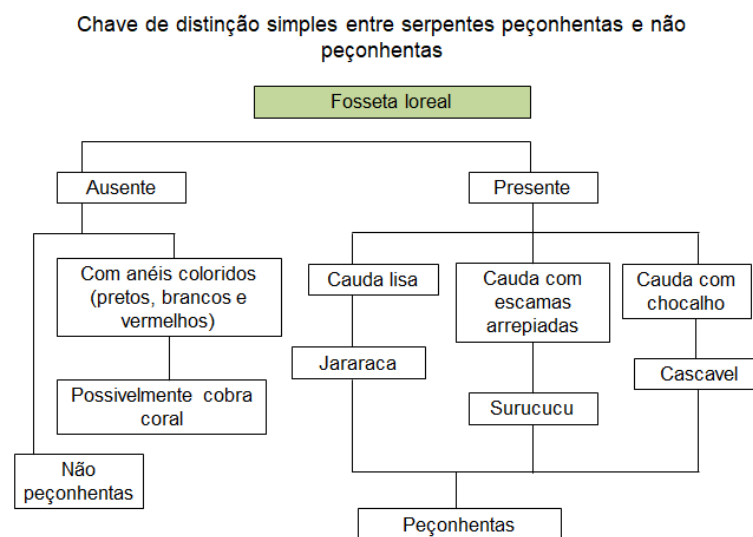 Chave de distinção simples entre serpentes peçonhentas e não
peçonhentas
Fosseta loreal
Ausente
Presente
Com anéis coloridos
(pretos, brancos e
vermelhos)
Cauda lisa
Cauda com
escamas
arrepiadas
Cauda com
chocalho
Jararaca
Cascavel
Possivelmente cobra
coral
Surucucu
Não
peçonhentas
Peçonhentas